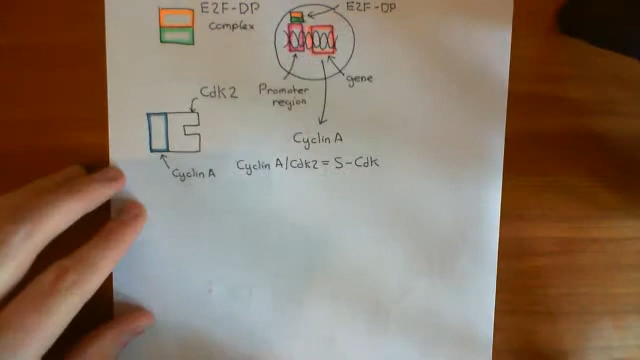 E2F-DP
complex
E2F-DP
Promoter
region
gene
Cdk2
Cyclin A
Cyclin A
Cyclin A/Cdk2 = S-Cdk